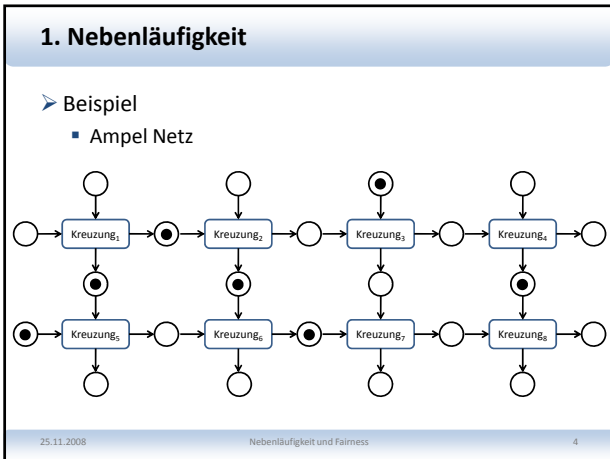 1. Nebenläufigkeit
Beispiel
Ampel Netz
Kreuzung₁ Kreuzung₂ Kreuzung₃ Kreuzung₄
Kreuzung₅ Kreuzung₆ Kreuzung₇ Kreuzung₈
25.11.2008 Nebenläufigkeit und Fairness 4